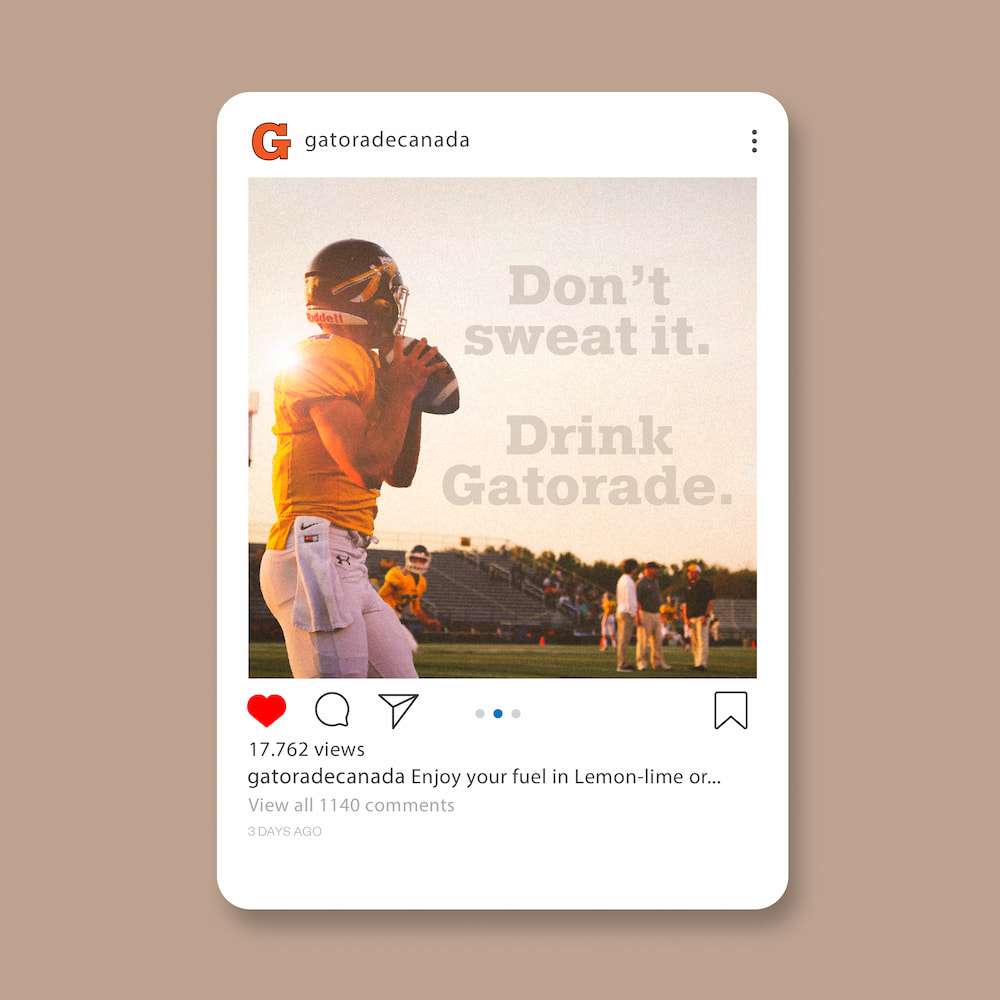 G gatoradecanada
Don't
sweat it.
Drink
Gatorade.
Riddell
17.762 views
gatoradecanada Enjoy your fuel in Lemon-lime or...
View all 1140 comments
3 DAYS AGO